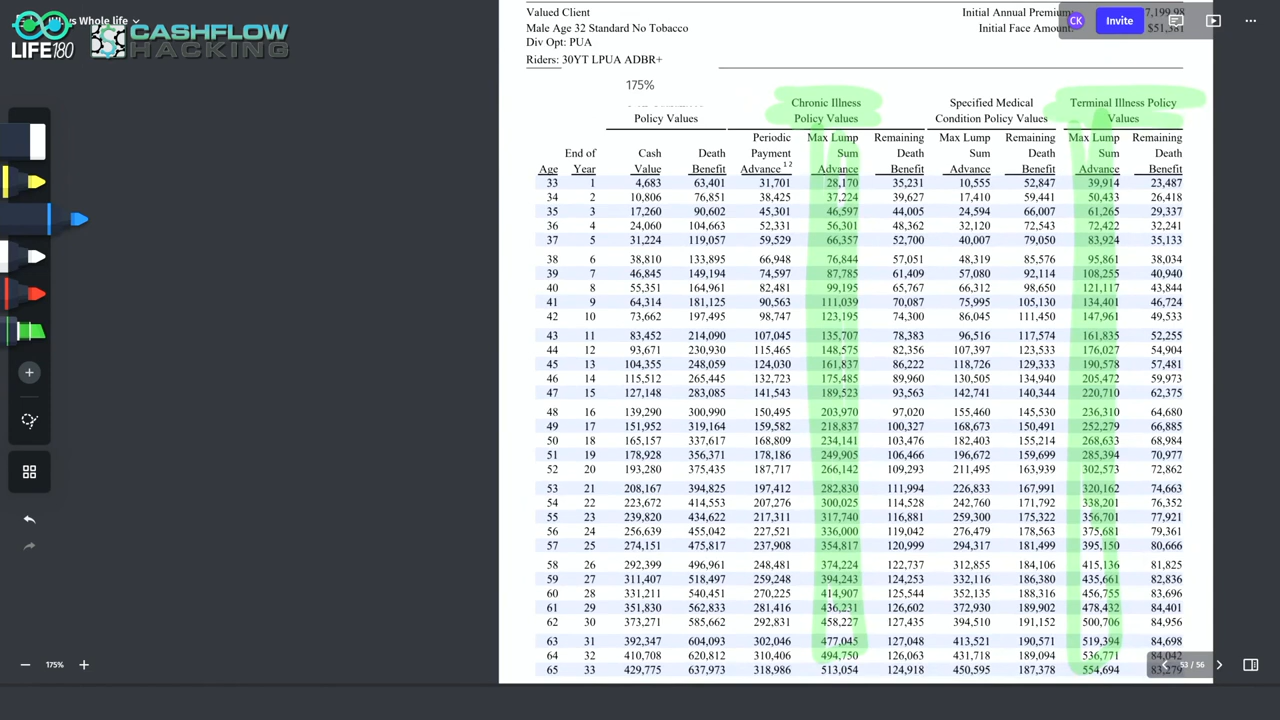 Whole life
LIFE180
CASHFLOW
HACKING
CK
Invite
Valued Client
Initial Annual Premium:
7,199.98
Male Age 32 Standard No Tobacco
Initial Face Amount:
$51,381
Div Opt: PUA
Riders: 30YT LPUA ADBR+
175%
Chronic Illness Specified Medical Terminal Illness Policy
Policy Values Policy Values Condition Policy Values Values
Periodic Max Lump Remaining Max Lump Remaining Max Lump Remaining
End of Cash Death Payment Sum Death Sum Death Sum Death
Age Year Value Benefit Advance 1 2 Advance Benefit Advance Benefit Advance Benefit
33 1 4,683 63,401 31,701 28,170 35,231 10,555 52,847 39,914 23,487
34 2 10,806 76,851 38,425 37,224 39,627 17,410 59,441 50,433 26,418
35 3 17,260 90,602 45,301 46,597 44,005 24,594 66,007 61,265 29,337
36 4 24,060 104,663 52,331 56,301 48,362 32,120 72,543 72,422 32,241
37 5 31,224 119,057 59,529 66,357 52,700 40,007 79,050 83,924 35,133
38 6 38,810 133,895 66,948 76,844 57,051 48,319 85,576 95,861 38,034
39 7 46,845 149,194 74,597 87,785 61,409 57,080 92,114 108,255 40,940
40 8 55,351 164,961 82,481 99,195 65,767 66,312 98,650 121,117 43,844
41 9 64,314 181,125 90,563 111,039 70,087 75,995 105,130 134,401 46,724
42 10 73,662 197,495 98,747 123,195 74,300 86,045 111,450 147,961 49,533
43 11 83,452 214,090 107,045 135,707 78,383 96,516 117,574 161,835 52,255
44 12 93,671 230,930 115,465 148,575 82,356 107,397 123,533 176,027 54,904
45 13 104,355 248,059 124,030 161,837 86,222 118,726 129,333 190,578 57,481
46 14 115,512 265,445 132,723 175,485 89,960 130,505 134,940 205,472 59,973
47 15 127,148 283,085 141,543 189,523 93,563 142,741 140,344 220,710 62,375
48 16 139,290 300,990 150,495 203,970 97,020 155,460 145,530 236,310 64,680
49 17 151,952 319,164 159,582 218,837 100,327 168,673 150,491 252,279 66,885
50 18 165,157 337,617 168,809 234,141 103,476 182,403 155,214 268,633 68,984
51 19 178,928 356,371 178,186 249,905 106,466 196,672 159,699 285,394 70,977
52 20 193,280 375,435 187,717 266,142 109,293 211,495 163,939 302,573 72,862
53 21 208,167 394,825 197,412 282,830 111,994 226,833 167,991 320,162 74,663
54 22 223,672 414,553 207,276 300,025 114,528 242,760 171,792 338,201 76,352
55 23 239,820 434,622 217,311 317,740 116,881 259,300 175,322 356,701 77,921
56 24 256,639 455,042 227,521 336,000 119,042 276,479 178,563 375,681 79,361
57 25 274,151 475,817 237,908 354,817 120,999 294,317 181,499 395,150 80,666
58 26 292,399 496,961 248,481 374,224 122,737 312,855 184,106 415,136 81,825
59 27 311,407 518,497 259,248 394,243 124,253 332,116 186,380 435,661 82,836
60 28 331,211 540,451 270,225 414,907 125,544 352,135 188,316 456,755 83,696
61 29 351,830 562,833 281,416 436,231 126,602 372,930 189,902 478,432 84,401
62 30 373,271 585,662 292,831 458,227 127,435 394,510 191,152 500,706 84,956
63 31 392,347 604,093 302,046 477,045 127,048 413,521 190,571 519,394 84,698
64 32 410,708 620,812 310,406 494,750 126,063 431,718 189,094 536,771 84,042
65 33 429,775 637,973 318,986 513,054 124,918 450,595 187,378 554,694 83,279
175%
53 / 56